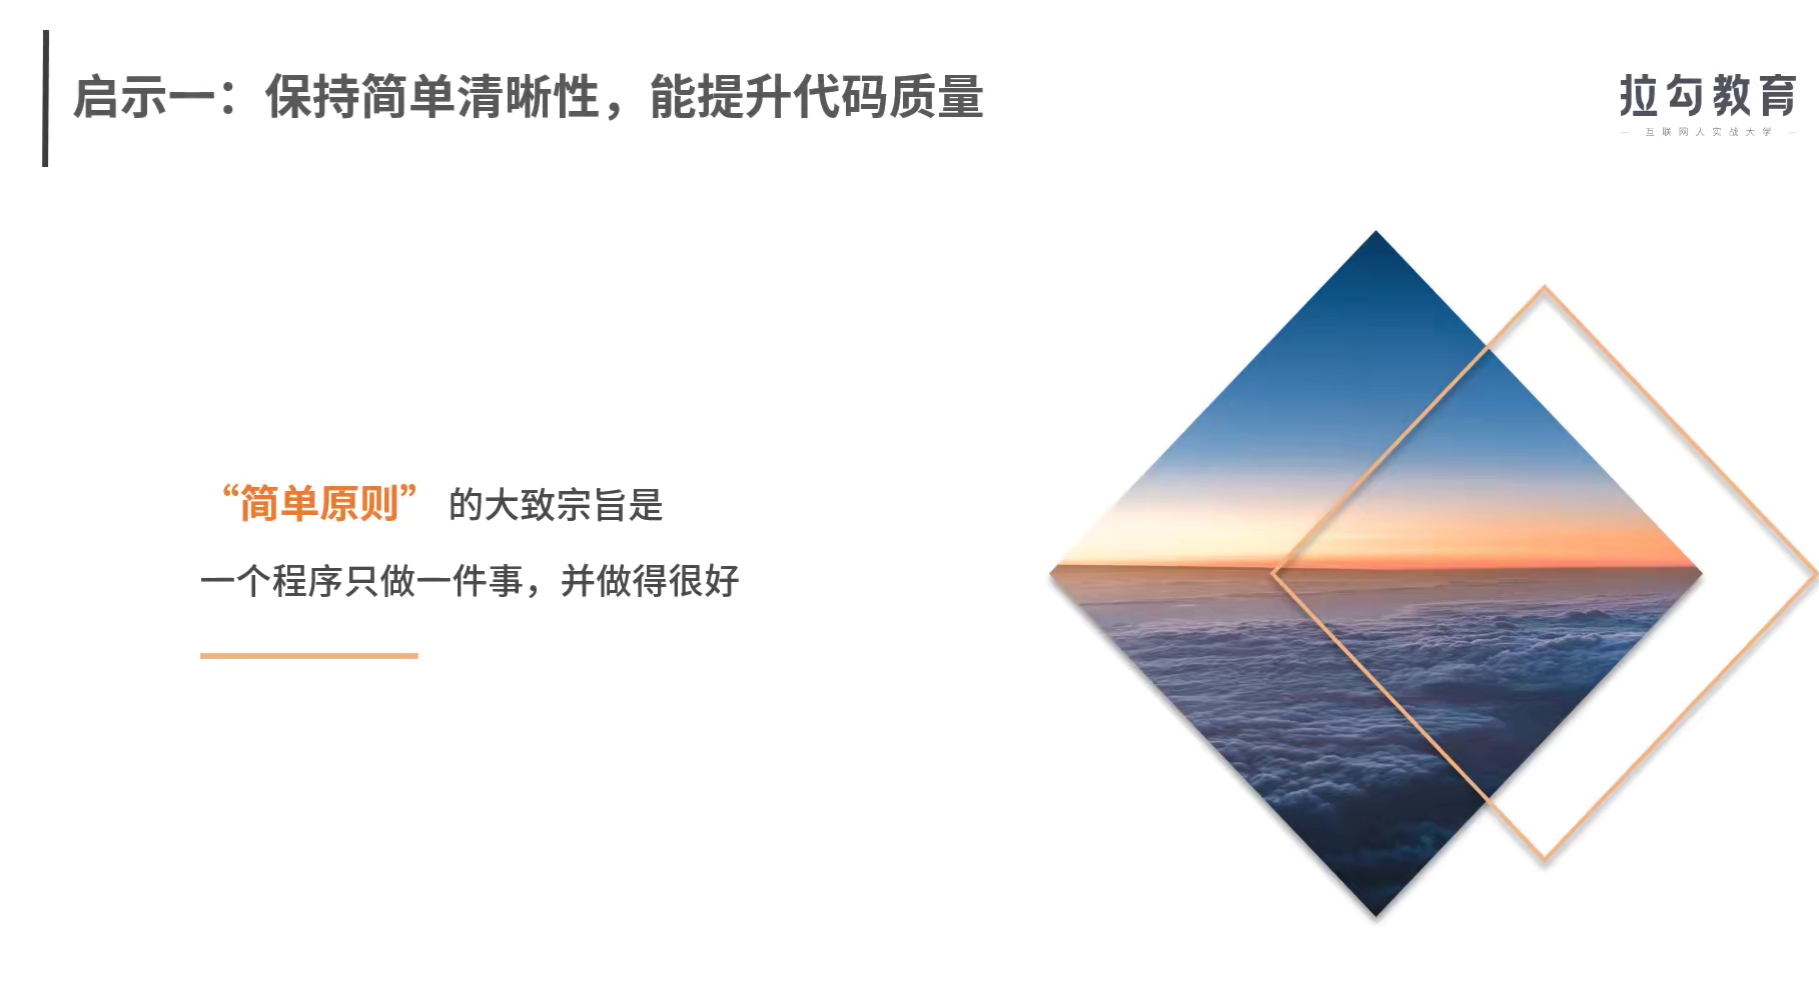 启示一：保持简单清晰性，能提升代码质量
拉勾教育
— 互联网人实战大学 —
“简单原则” 的大致宗旨是
一个程序只做一件事，并做得很好